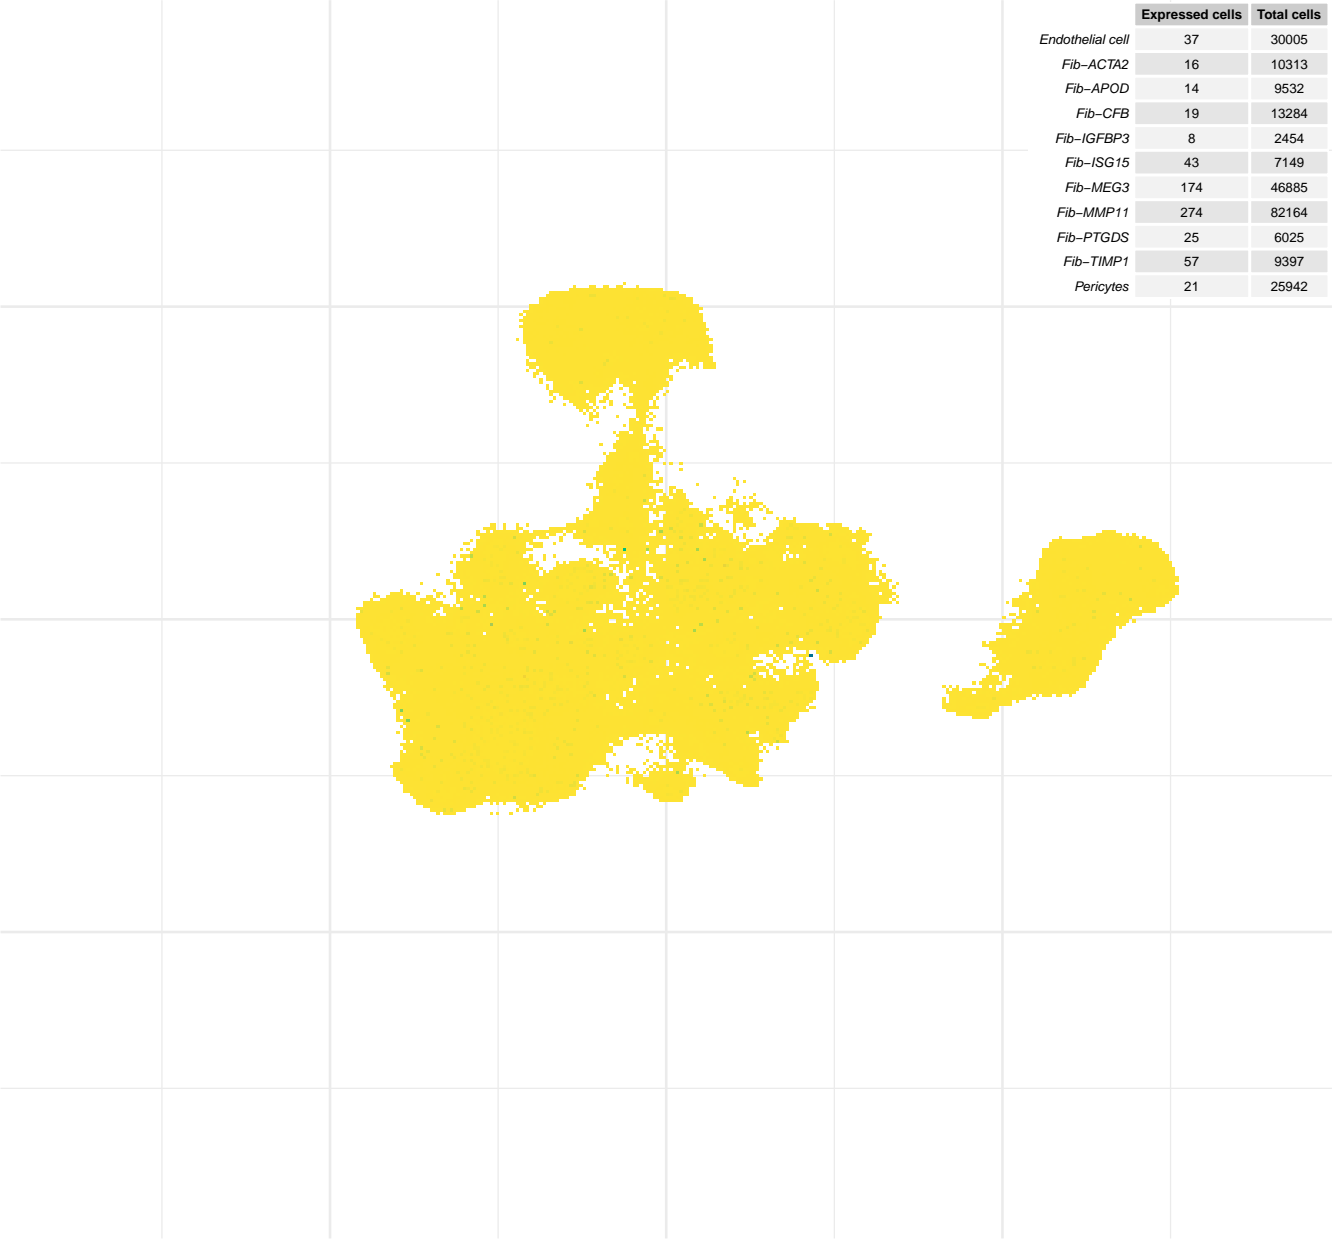 Expressed cells Total cells
Endothelial cell 37 30005
Fib−ACTA2 16 10313
Fib−APOD 14 9532
Fib−CFB 19 13284
Fib−IGFBP3 8 2454
Fib−ISG15 43 7149
Fib−MEG3 174 46885
Fib−MMP11 274 82164
Fib−PTGDS 25 6025
Fib−TIMP1 57 9397
Pericytes 21 25942